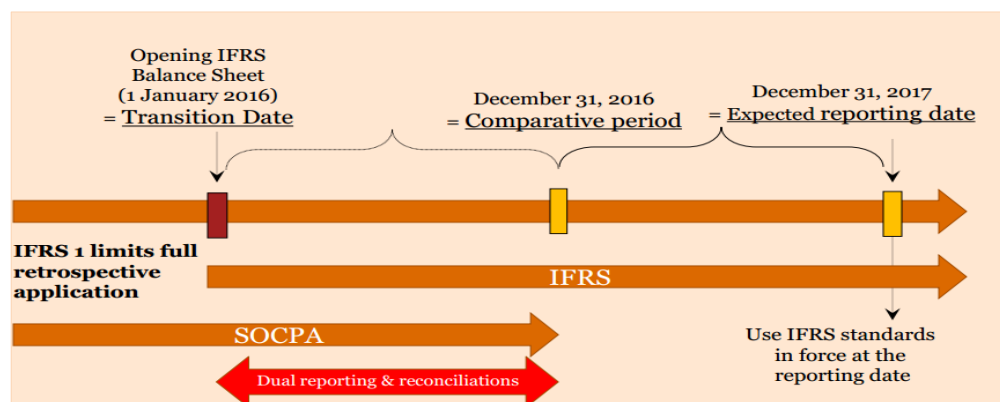 Opening IFRS
Balance Sheet
(1 January 2016)
= Transition Date
December 31, 2016
= Comparative period
December 31, 2017
= Expected reporting date
IFRS 1 limits full
retrospective
application
IFRS
SOCPA
Dual reporting & reconciliations
Use IFRS standards
in force at the
reporting date